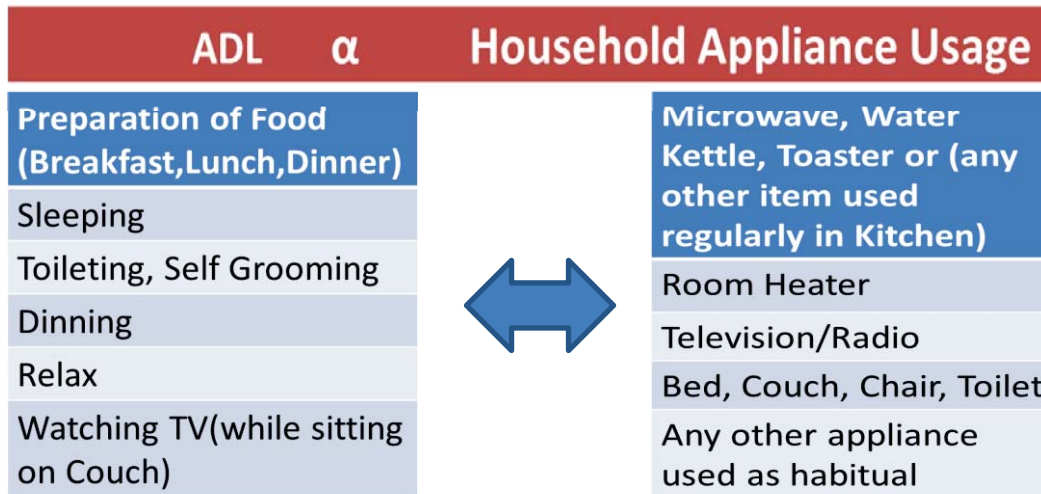 ADL α Household Appliance Usage
Preparation of Food
(Breakfast,Lunch,Dinner)
Sleeping
Toileting, Self Grooming
Dinning
Relax
Watching TV(while sitting
on Couch)
Microwave, Water
Kettle, Toaster or (any
other item used
regularly in Kitchen)
Room Heater
Television/Radio
Bed, Couch, Chair, Toilet
Any other appliance
used as habitual